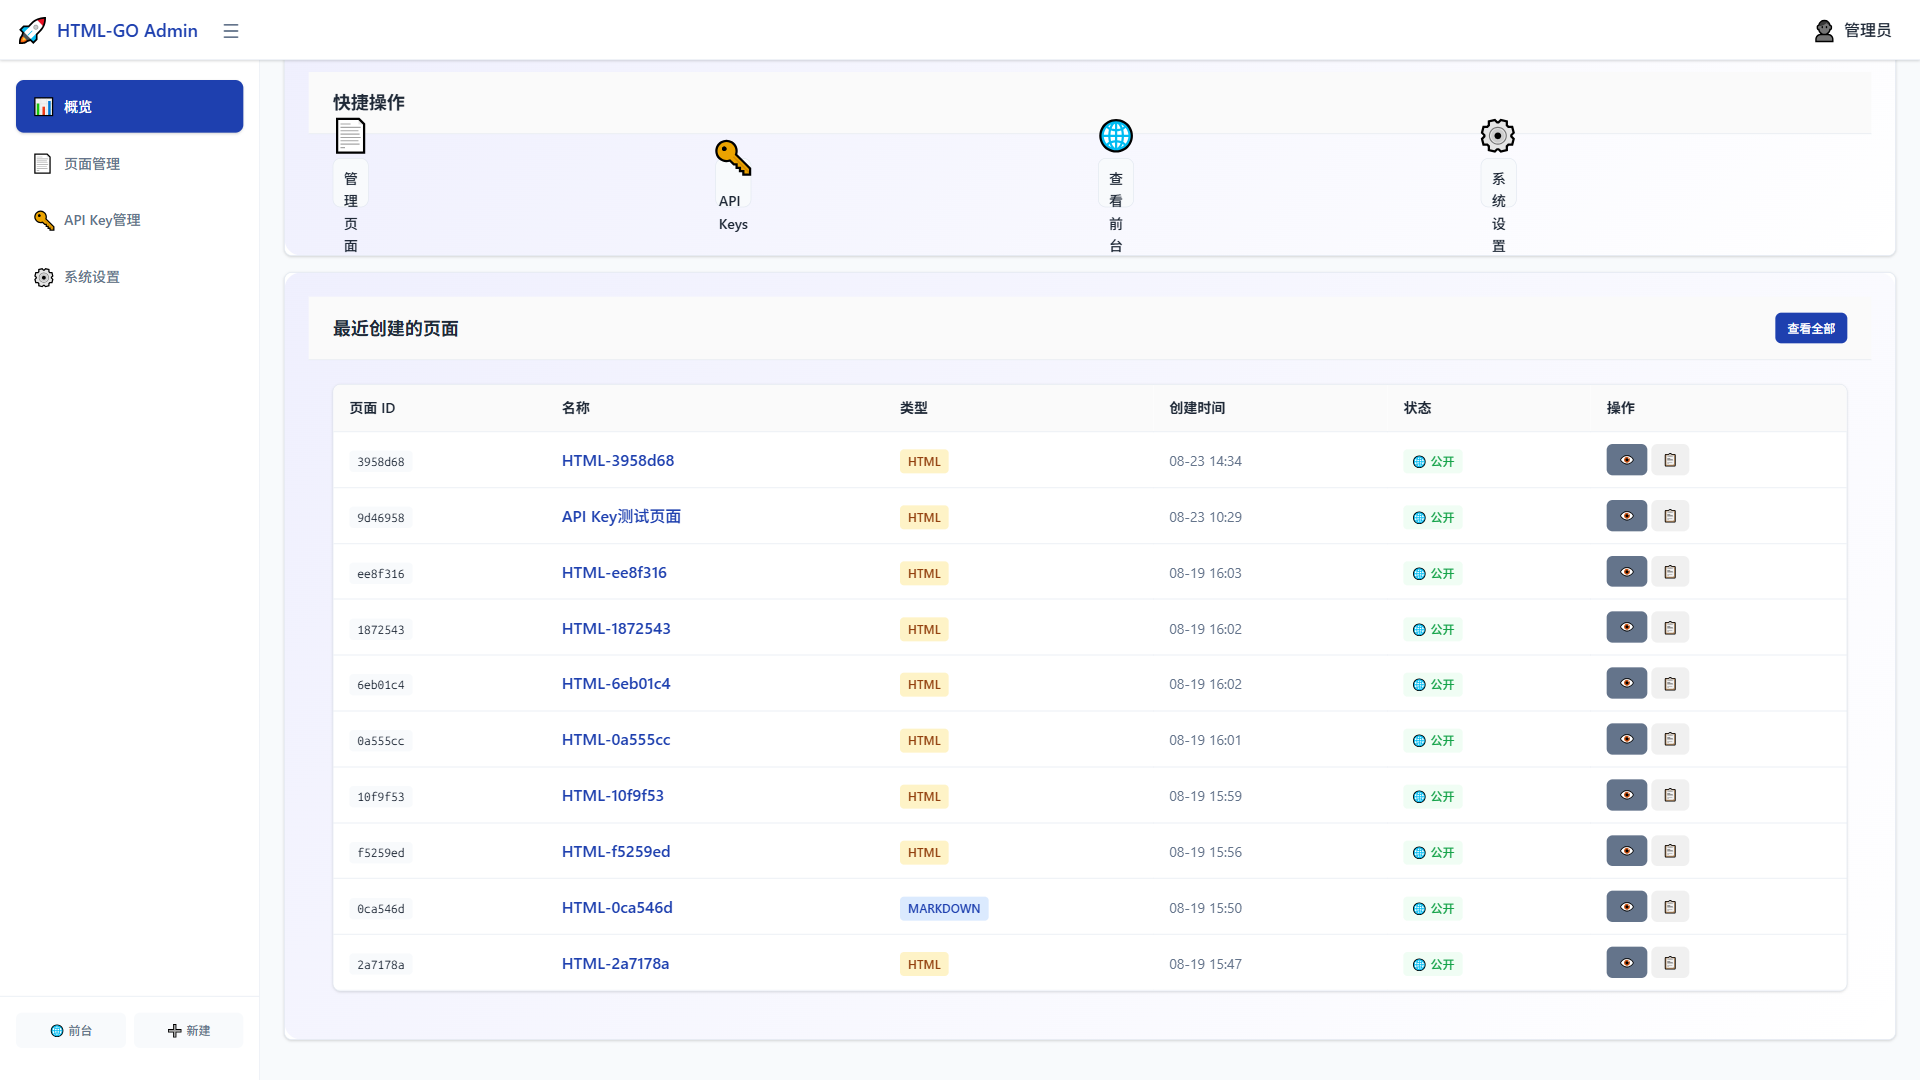 HTML-GO Admin
管理员
概览
页面管理
API Key管理
系统设置
前台
新建
快捷操作
管理页面
API Keys
查看前台
系统设置
最近创建的页面
查看全部
页面 ID 名称 类型 创建时间 状态 操作
3958d68 HTML-3958d68 HTML 08-23 14:34 公开
9d46958 API Key测试页面 HTML 08-23 10:29 公开
ee8f316 HTML-ee8f316 HTML 08-19 16:03 公开
1872543 HTML-1872543 HTML 08-19 16:02 公开
6eb01c4 HTML-6eb01c4 HTML 08-19 16:02 公开
0a555cc HTML-0a555cc HTML 08-19 16:01 公开
10f9f53 HTML-10f9f53 HTML 08-19 15:59 公开
f5259ed HTML-f5259ed HTML 08-19 15:56 公开
0ca546d HTML-0ca546d MARKDOWN 08-19 15:50 公开
2a7178a HTML-2a7178a HTML 08-19 15:47 公开